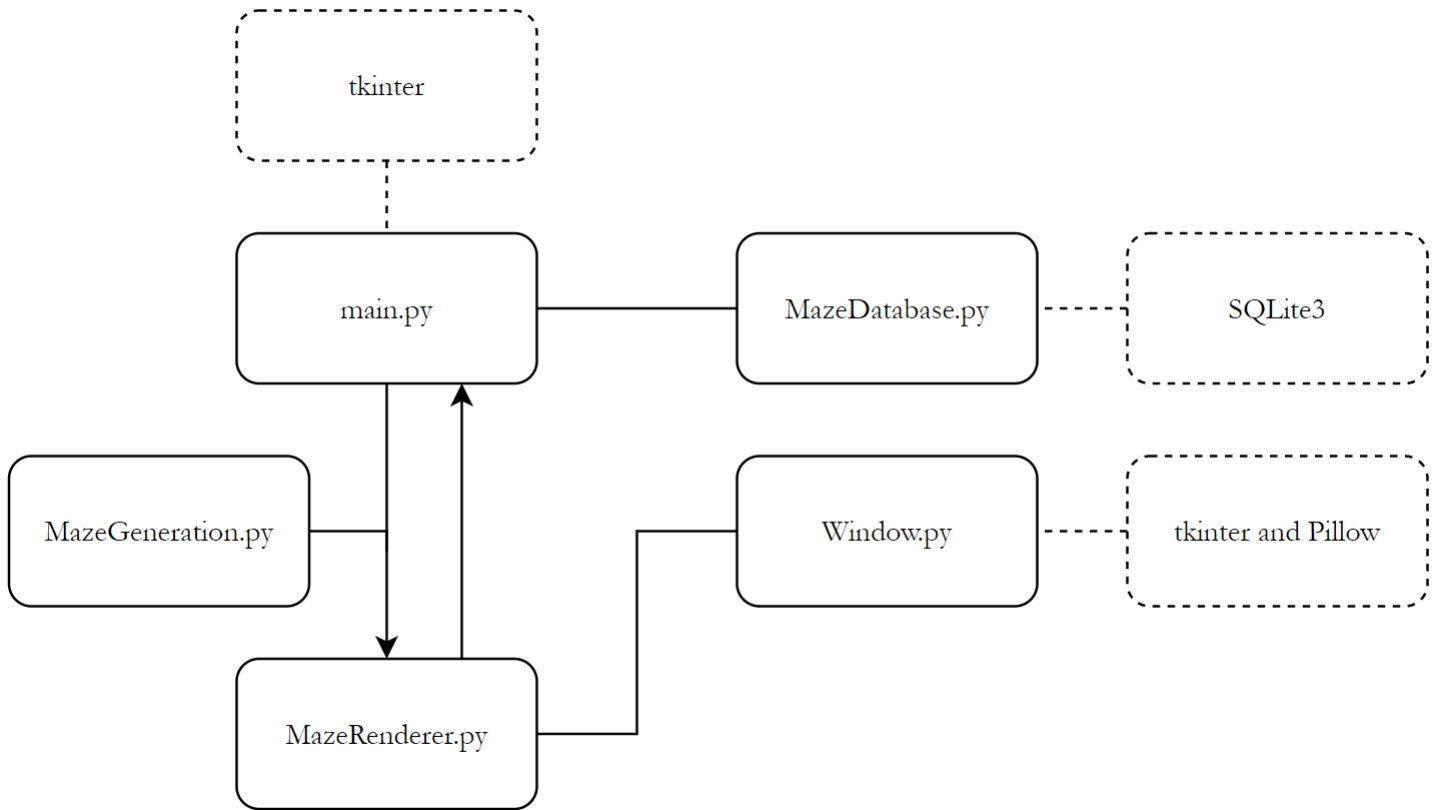 tkinter
main.py
MazeDatabase.py
SQLite3
MazeGeneration.py
Window.py
tkinter and Pillow
MazeRenderer.py